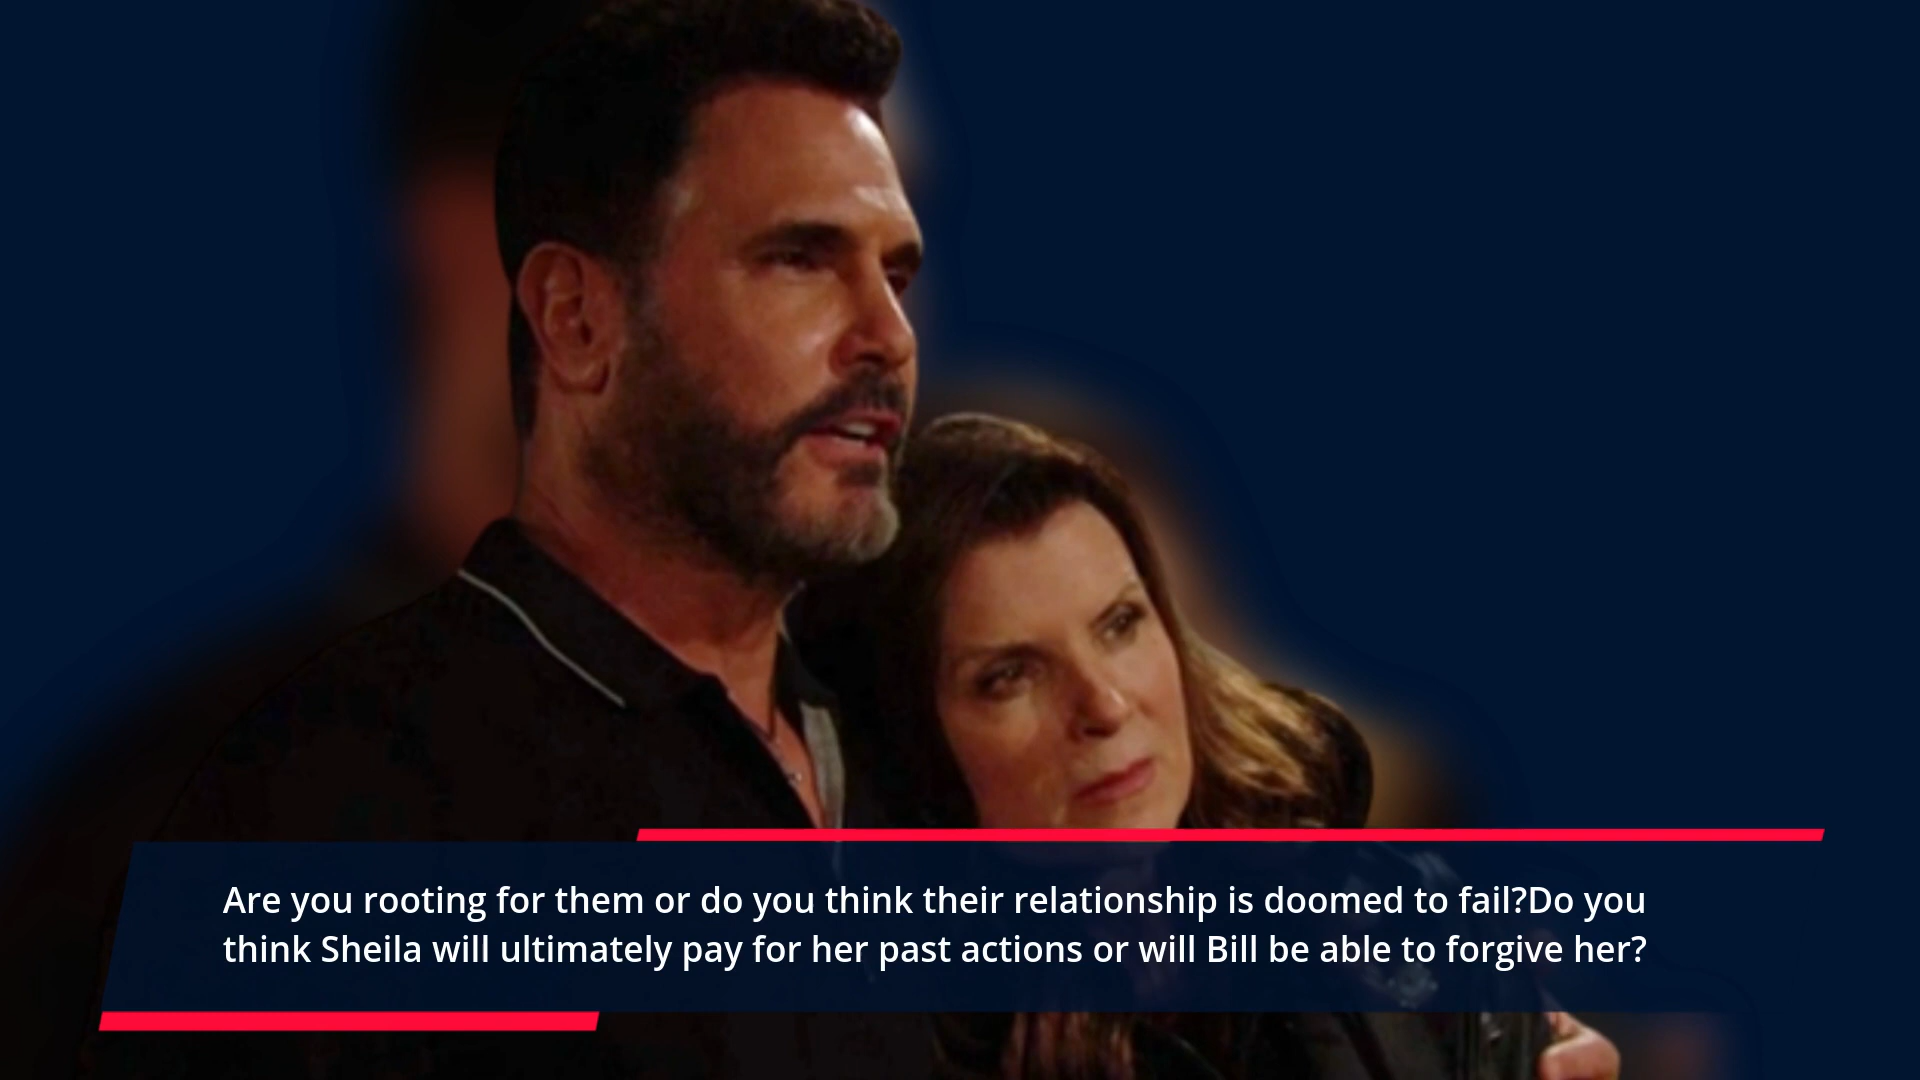 Are you rooting for them or do you think their relationship is doomed to fail?Do you
think Sheila will ultimately pay for her past actions or will Bill be able to forgive her?